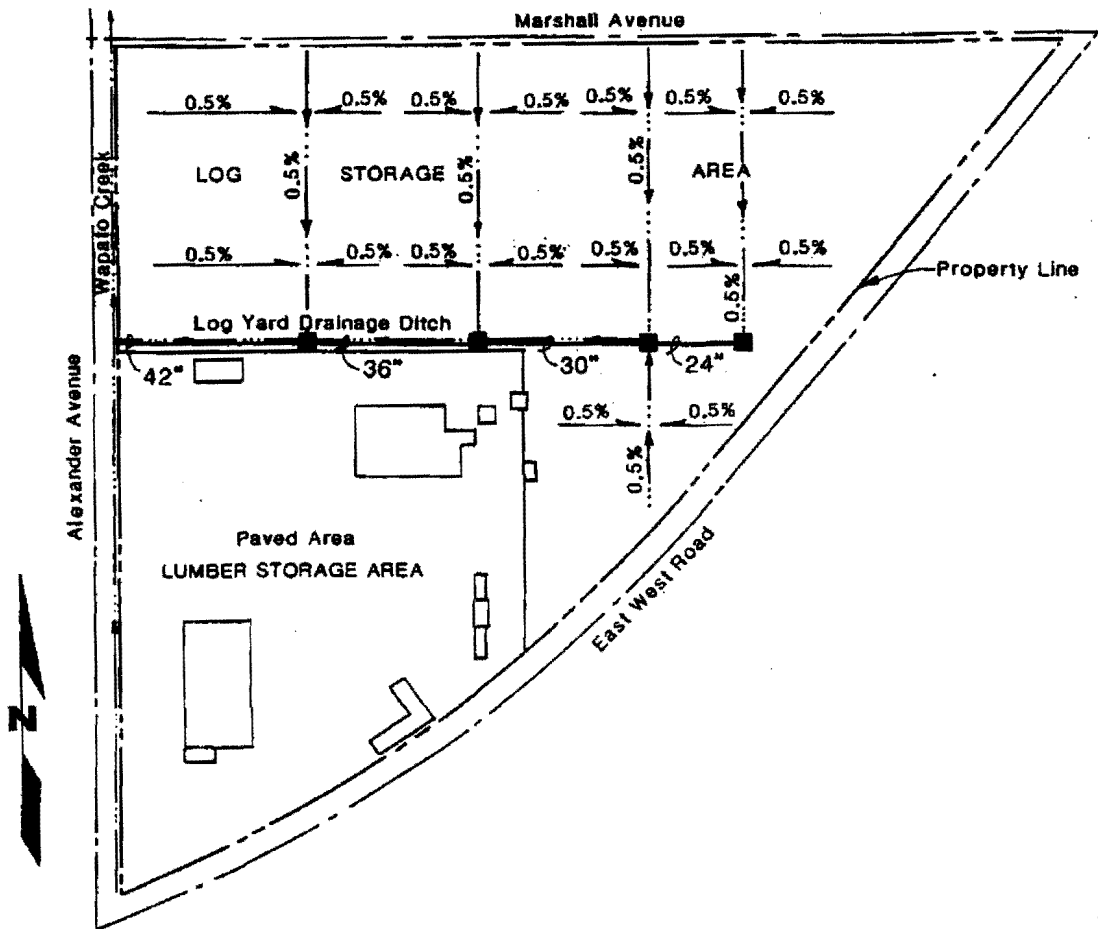 Marshall Avenue
0.5% 0.5% 0.5% 0.5% 0.5% 0.5% 0.5%
Wapato Creek
LOG STORAGE AREA
0.5%
0.5%
0.5%
0.5% 0.5% 0.5% 0.5% 0.5% 0.5% 0.5%
Property Line
0.5%
Log Yard Drainage Ditch
42" 36" 30" 24"
Alexander Avenue
0.5% 0.5%
0.5%
Paved Area
LUMBER STORAGE AREA
East West Road
N